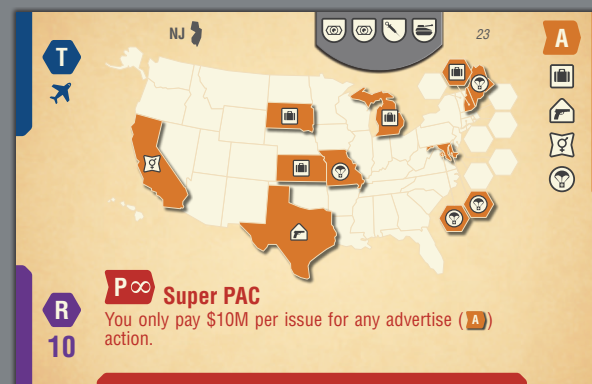 T
NJ
23
A
P∞ Super PAC
R
10
You only pay $10M per issue for any advertise (A)
action.